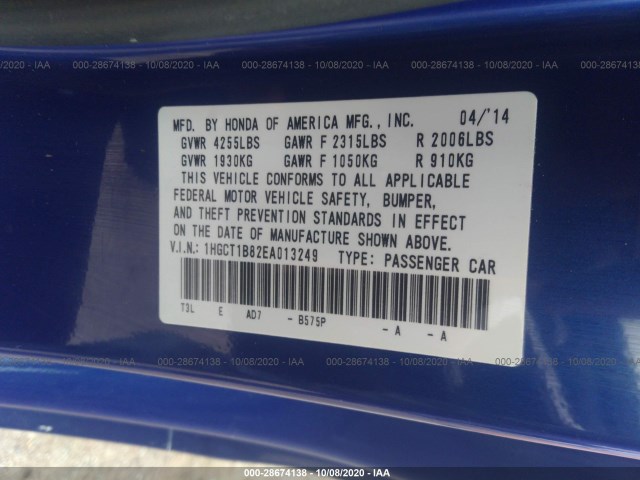 000-28674138 - 10/08/2020 - IAA
MFD. BY HONDA OF AMERICA MFG., INC. 04/'14
GVWR 4255LBS GAWR F 2315LBS R 2006LBS
GVWR 1930KG GAWR F 1050KG R 910KG
THIS VEHICLE CONFORMS TO ALL APPLICABLE
FEDERAL MOTOR VEHICLE SAFETY, BUMPER,
AND THEFT PREVENTION STANDARDS IN EFFECT
ON THE DATE OF MANUFACTURE SHOWN ABOVE.
V.I.N.: 1HGCT1B82EA013249 TYPE: PASSENGER CAR
T3L E AD7 - B575P - A - A
000-28674138 - 10/08/2020 - IAA
000-28674138 - 10/08/2020 - IAA